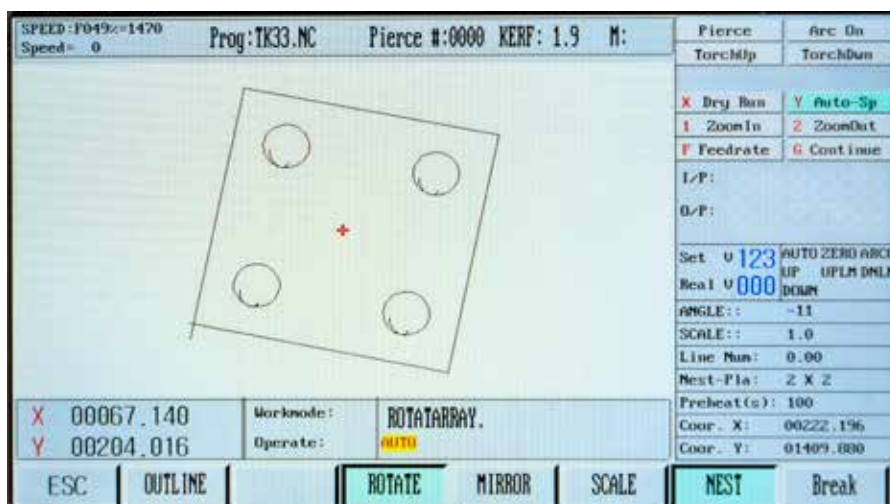 SPEED:F049%=1470
Speed= 0
Prog:TK33.NC
Pierce #:0000
KERF: 1.9
M:
Pierce
Arc On
TorchUp
TorchDwn
X Dry Run
Y Auto-Sp
1 ZoomIn
2 ZoomOut
F Feedrate
G Continue
I/P:
O/P:
Set V 123
AUTO ZERO ARC
UP UPLM DNL
Real V 000
DOWN
ANGLE:: -11
SCALE:: 1.0
Line Num: 0.00
Nest-Pla: 2 X 2
Preheat(s): 100
Coor. X: 00222.196
Coor. Y: 01409.800
X 00067.140
Y 00204.016
Workmode: ROTATARRAY.
Operate: AUTO
ESC
OUTLINE
ROTATE
MIRROR
SCALE
NEST
Break